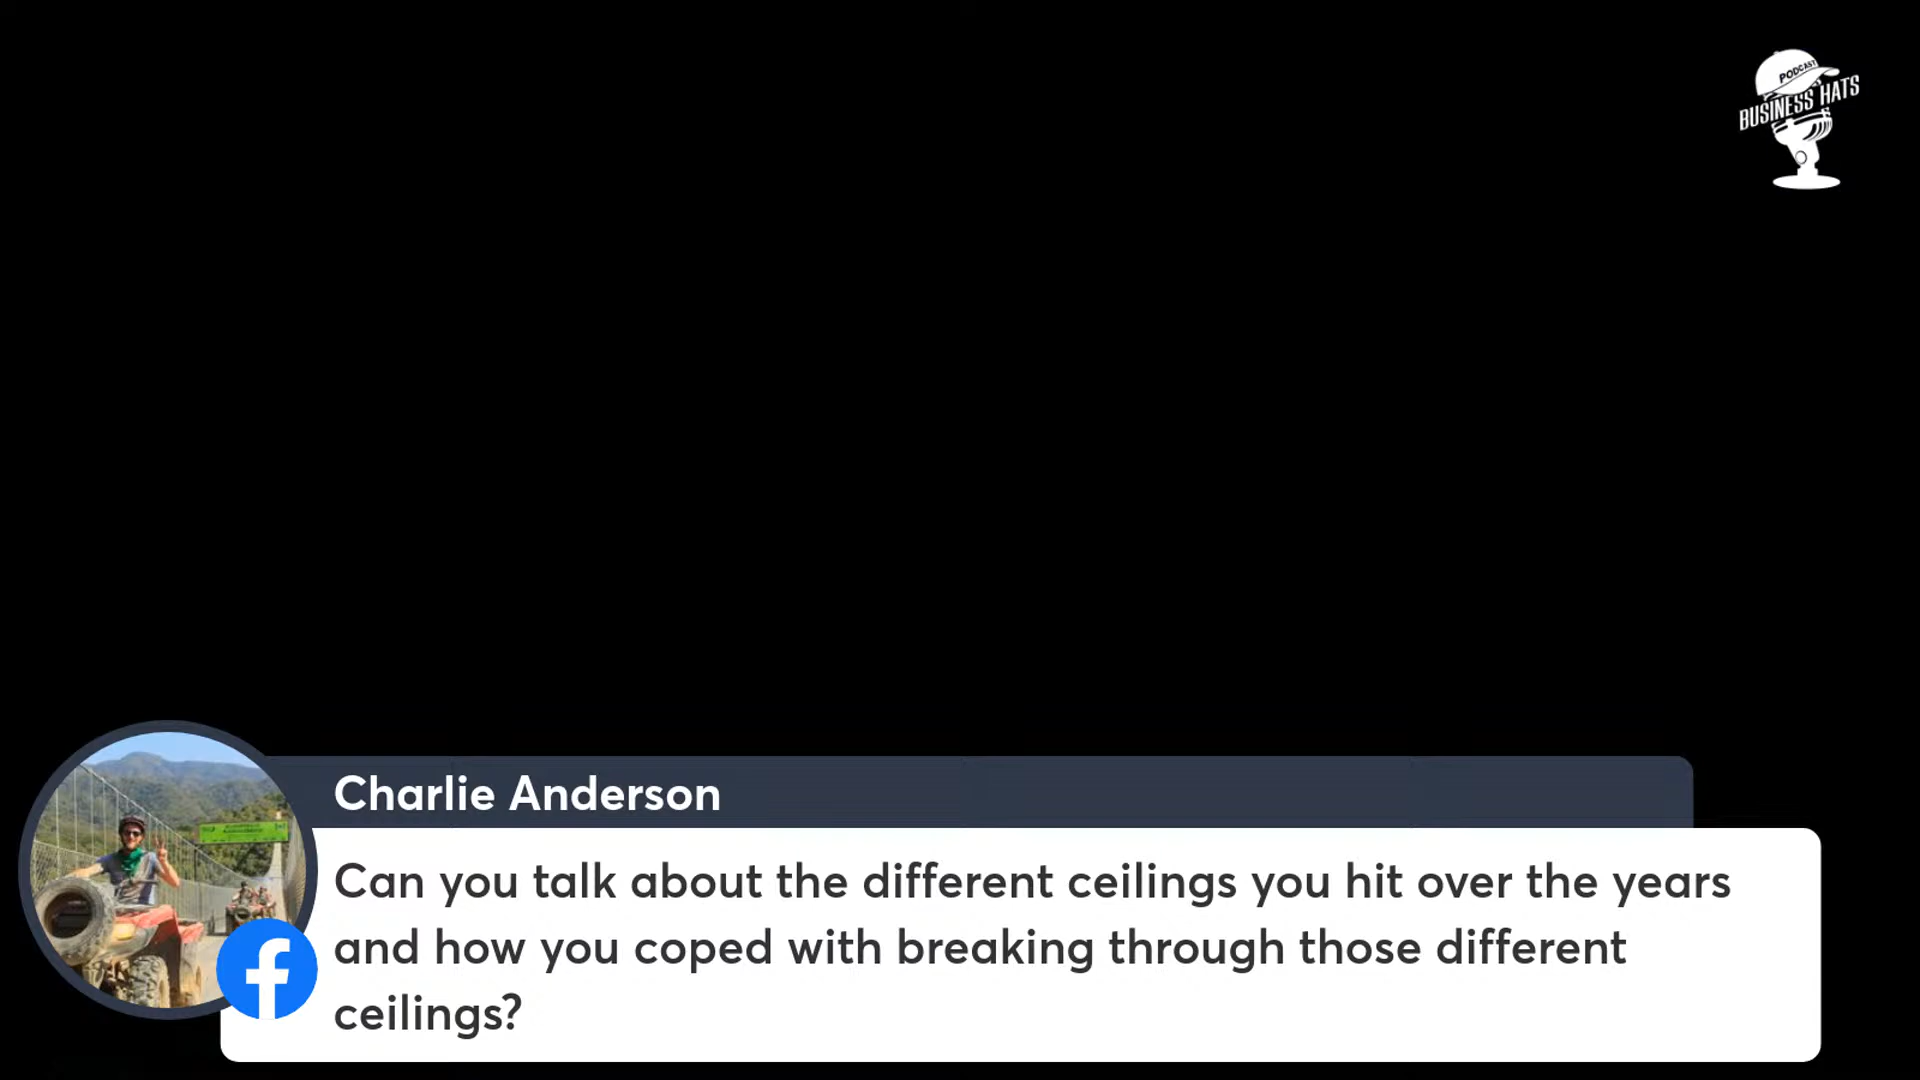 PODCAST
BUSINESS HATS
Charlie Anderson
Can you talk about the different ceilings you hit over the years
and how you coped with breaking through those different
ceilings?